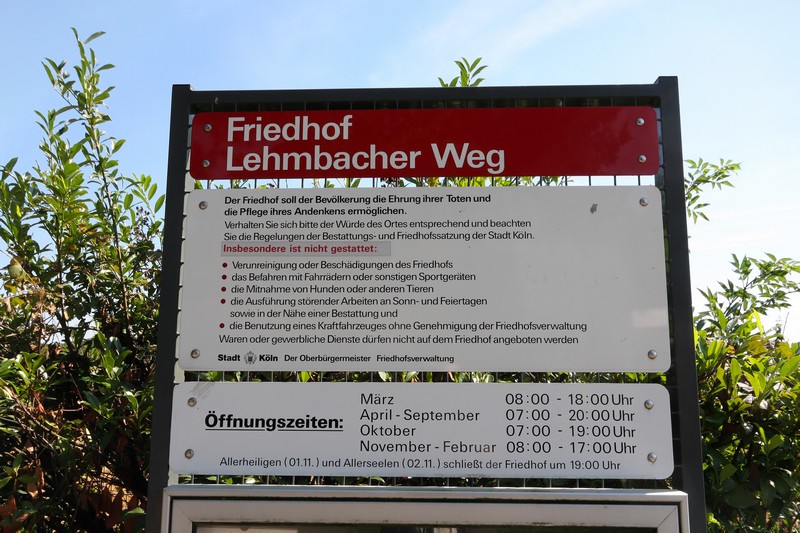 Friedhof
Lehmbacher Weg
Der Friedhof soll der Bevölkerung die Ehrung ihrer Toten und
die Pflege ihres Andenkens ermöglichen.
Verhalten Sie sich bitte der Würde des Ortes entsprechend und beachten
Sie die Regelungen der Bestattungs- und Friedhofssatzung der Stadt Köln.
Insbesondere ist nicht gestattet:
• Verunreinigung oder Beschädigungen des Friedhofs
• das Befahren mit Fahrrädern oder sonstigen Sportgeräten
• die Mitnahme von Hunden oder anderen Tieren
• die Ausführung störender Arbeiten an Sonn- und Feiertagen
sowie in der Nähe einer Bestattung und
• die Benutzung eines Kraftfahrzeuges ohne Genehmigung der Friedhofsverwaltung
Waren oder gewerbliche Dienste dürfen nicht auf dem Friedhof angeboten werden
Stadt Köln Der Oberbürgermeister Friedhofsverwaltung
Öffnungszeiten:
März 08:00 - 18:00 Uhr
April - September 07:00 - 20:00 Uhr
Oktober 07:00 - 19:00 Uhr
November - Februar 08:00 - 17:00 Uhr
Allerheiligen (01.11.) und Allerseelen (02.11.) schließt der Friedhof um 19:00 Uhr